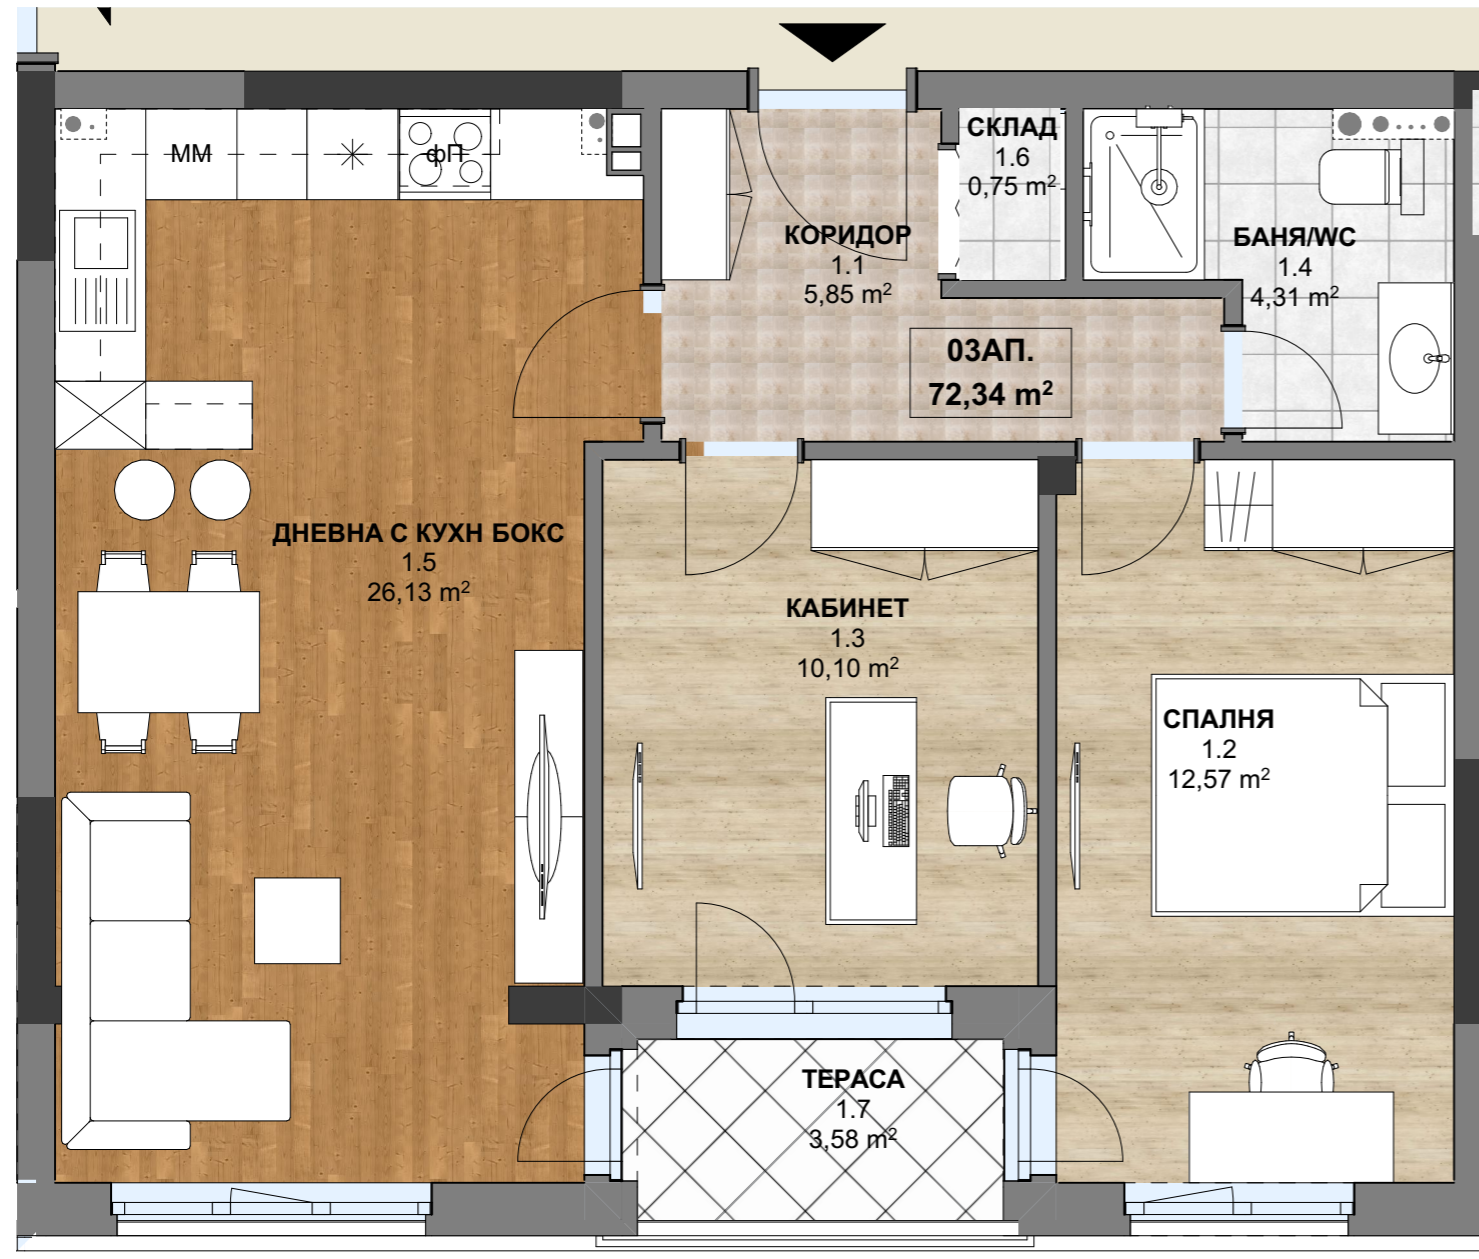 ММ
фП
СКЛАД
1.6
0,75 m²
КОРИДОР
1.1
5,85 m²
БАНЯ/WC
1.4
4,31 m²
03АП.
72,34 m²
ДНЕВНА С КУХН БОКС
1.5
26,13 m²
КАБИНЕТ
1.3
10,10 m²
СПАЛНЯ
1.2
12,57 m²
ТЕРАСА
1.7
3,58 m²